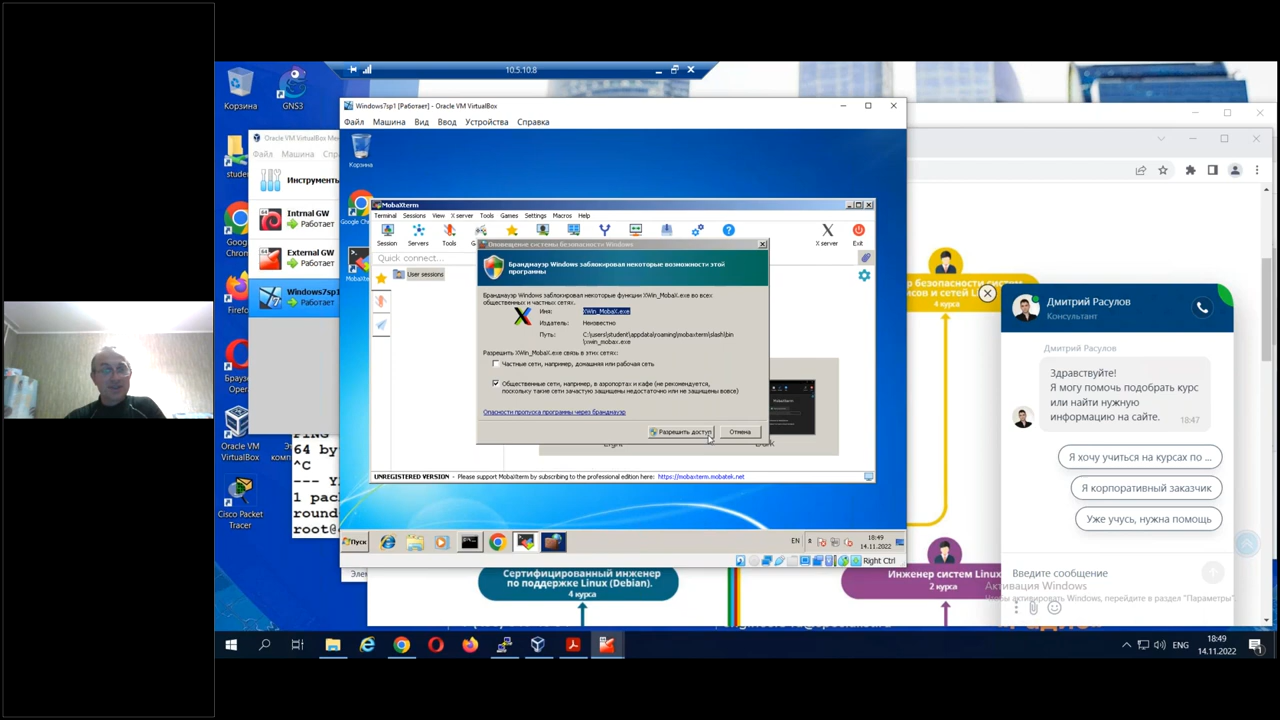 10.5.10.8
Корзина
GNS3
Windows7sp1 [Работает] - Oracle VM VirtualBox
Файл Машина Вид Ввод Устройства Справка
Oracle VM VirtualBox
Файл Машина
Инструменты
Intrnal GW
Работает
External GW
Работает
Windows7sp1
Работает
Oracle VM
VirtualBox
Cisco Packet
Tracer
64 by
^C
1 pack
round
root@
Корзина
MobaXterm
Terminal Sessions View X server Tools Games Settings Macros Help
Session Servers Tools X server Exit
Quick connect...
User sessions
Оповещение системы безопасности Windows
Брандмауэр Windows заблокировал некоторые возможности этой
программы
Брандмауэр Windows заблокировал некоторые функции XWin_MobaX.exe во всех
общественных и частных сетях.
Имя: XWin_MobaX.exe
Издатель: Неизвестно
Путь: C:\users\student\appdata\roaming\mobaxterm\slash\bin
\xwin_mobax.exe
Разрешить XWin_MobaX.exe связь в этих сетях:
Частные сети, например, домашняя или рабочая сеть
Общественные сети, например, в аэропортах и кафе (не рекомендуется,
поскольку такие сети зачастую защищены недостаточно или не защищены вовсе)
Опасности пропуска программы через брандмауэр
Разрешить доступ
Отмена
UNREGISTERED VERSION - Please support MobaXterm by subscribing to the professional edition here: https://mobaxterm.mobatek.net
Пуск
EN
18:49
14.11.2022
Right Ctrl
4 курса
Дмитрий Расулов
Консультант
Дмитрий Расулов
Здравствуйте!
Я могу помочь подобрать курс
или найти нужную
информацию на сайте.
18:47
Я хочу учиться на курсах по ...
Я корпоративный заказчик
Уже учусь, нужна помощь
Введите сообщение
Активация Windows
Чтобы активировать Windows, перейдите в раздел "Параметры".
Сертифицированный инженер
по поддержке Linux (Debian).
4 курса
Инженер систем Linux
2 курса
ENG
18:49
14.11.2022